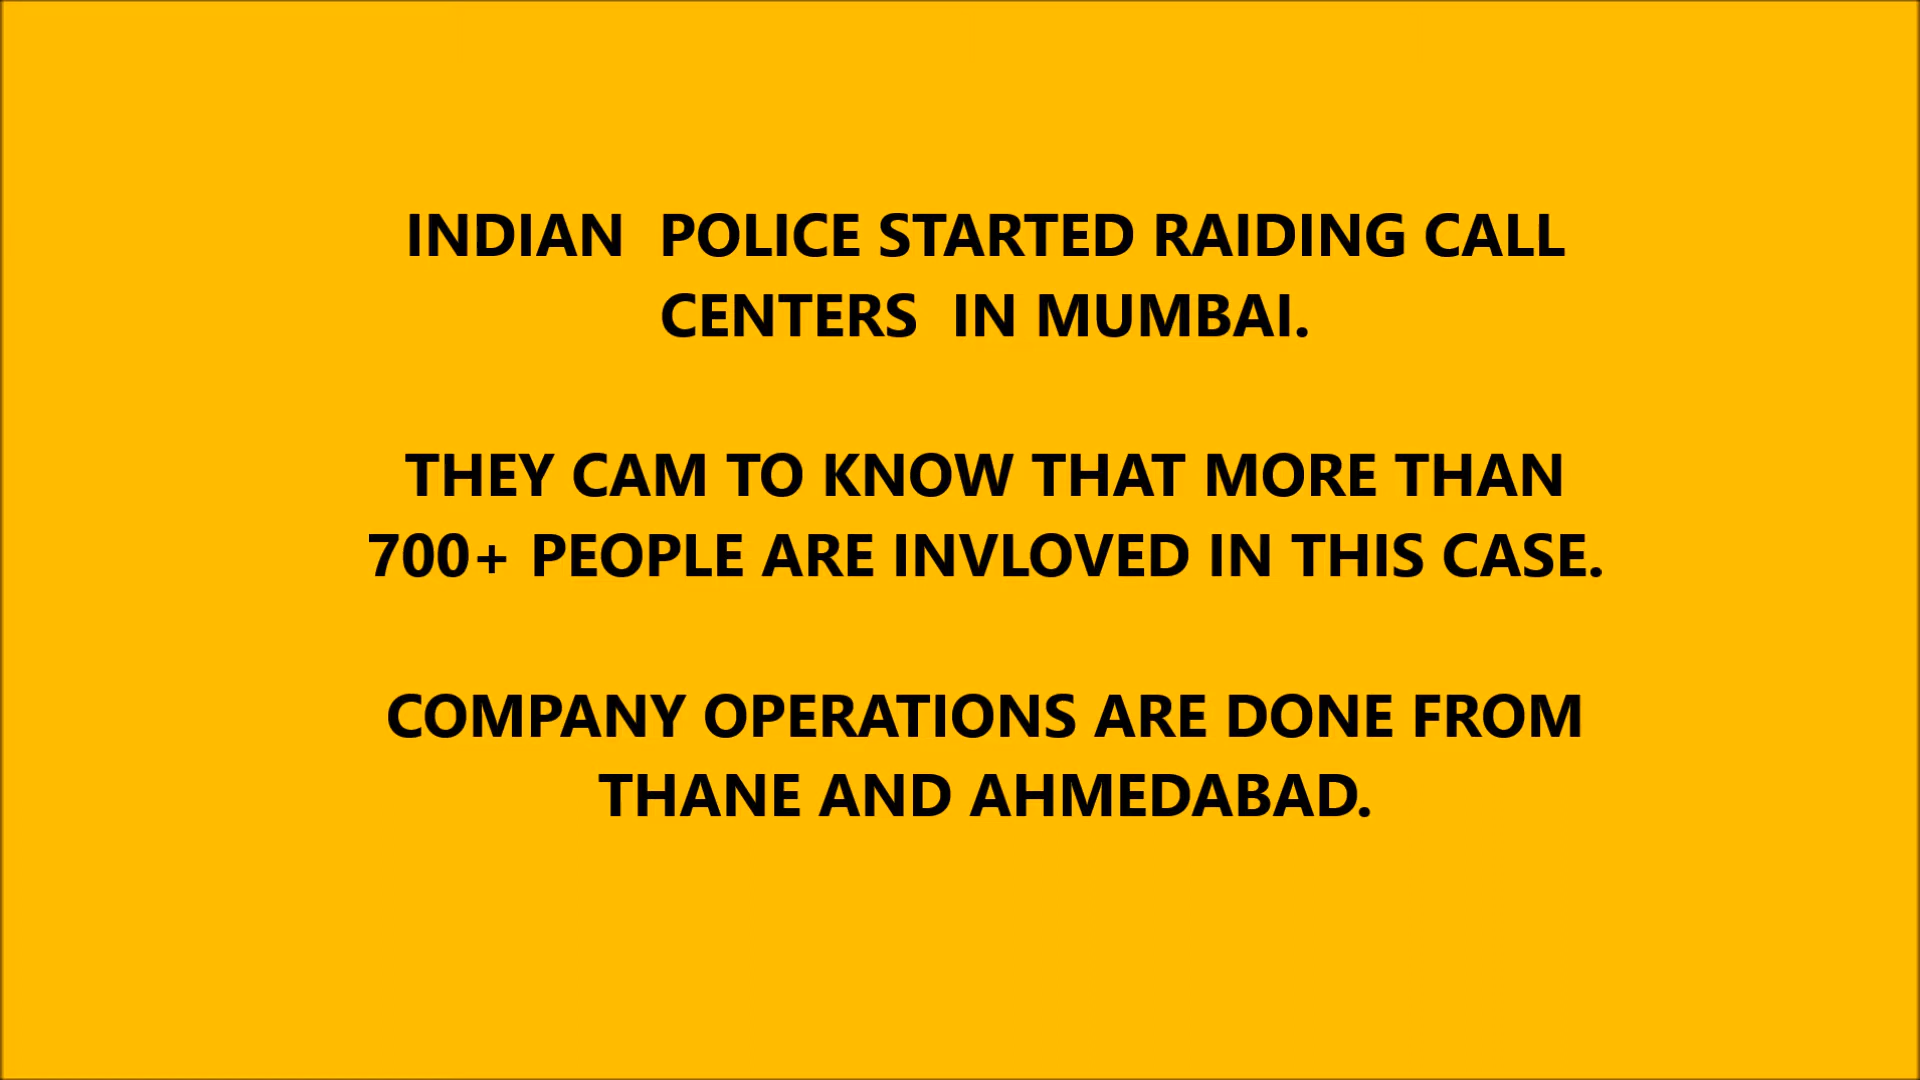 INDIAN  POLICE STARTED RAIDING CALL
CENTERS  IN MUMBAI.
THEY CAM TO KNOW THAT MORE THAN
700+ PEOPLE ARE INVLOVED IN THIS CASE.
COMPANY OPERATIONS ARE DONE FROM
THANE AND AHMEDABAD.